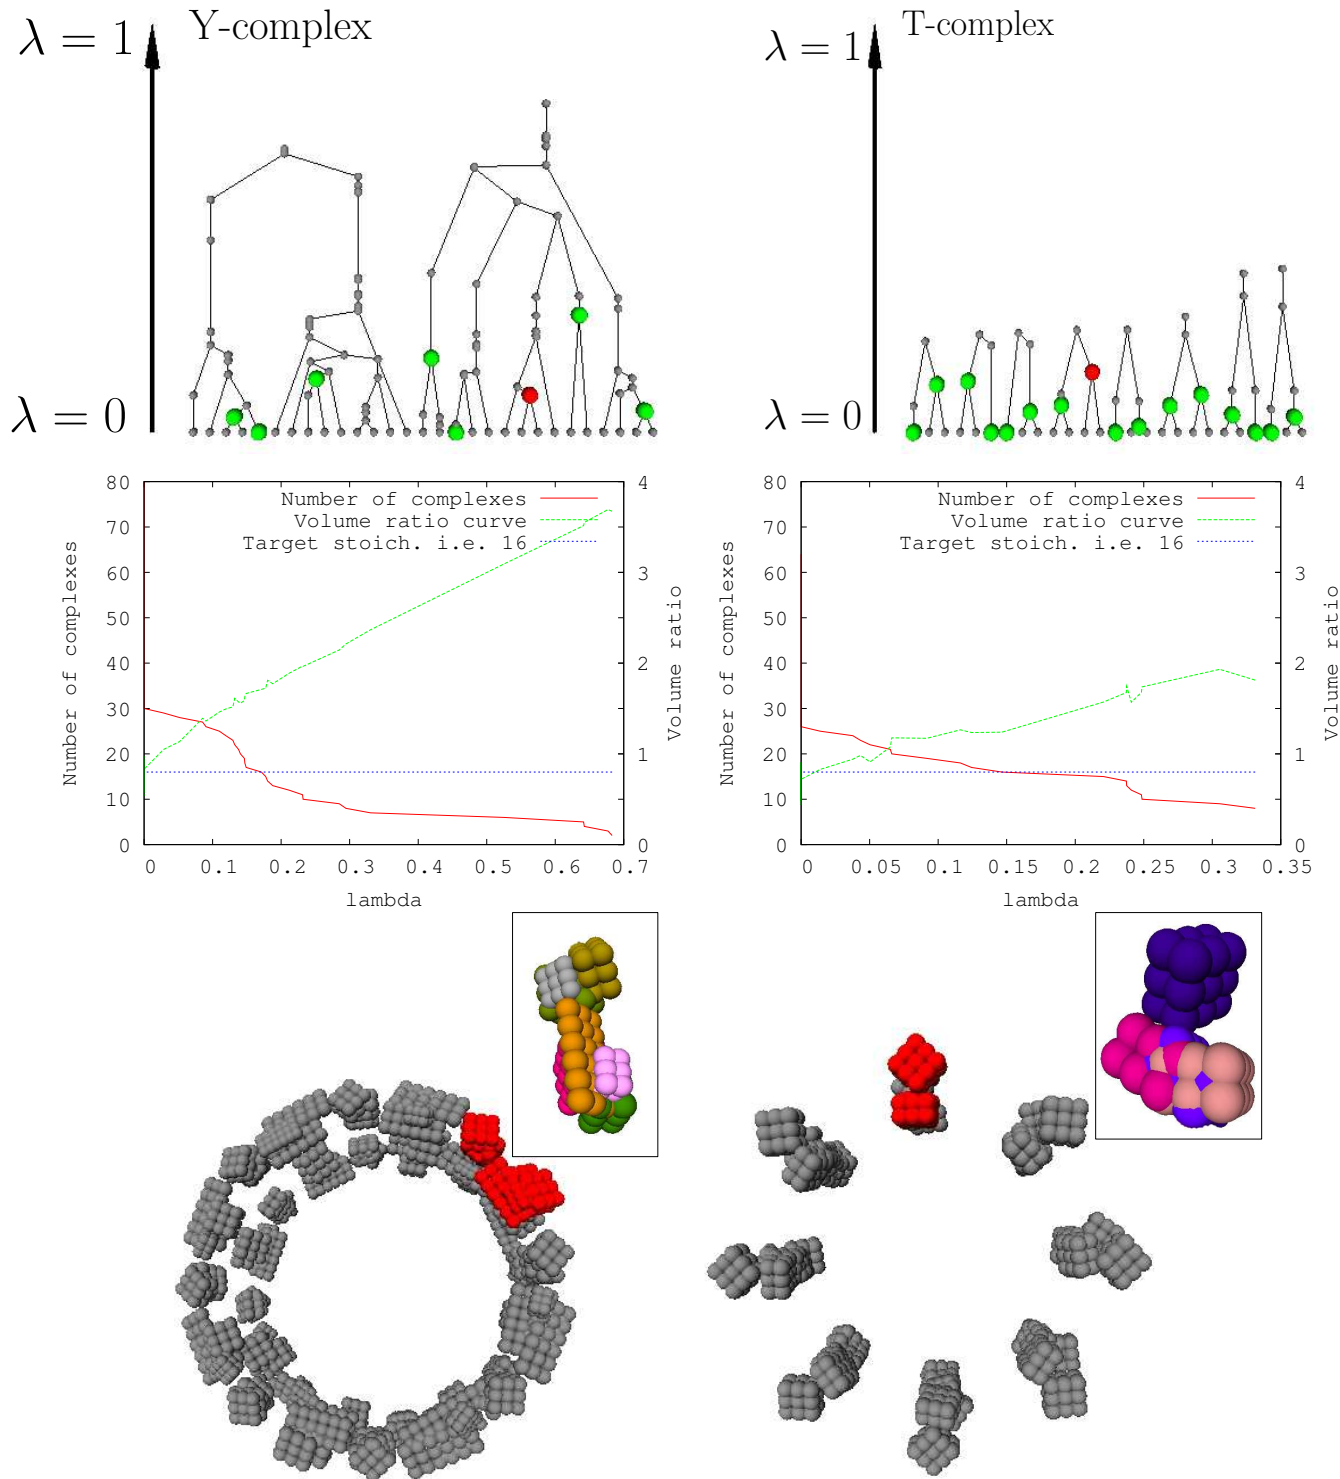 λ = 1 Y-complex
λ = 0
λ = 1 T-complex
λ = 0
Number of complexes
Volume ratio curve
Target stoich. i.e. 16
80
70
60
50
40
30
20
10
0
Number of complexes
4
3
2
1
0
Volume ratio
0 0.1 0.2 0.3 0.4 0.5 0.6 0.7
lambda
Number of complexes
Volume ratio curve
Target stoich. i.e. 16
80
70
60
50
40
30
20
10
0
Number of complexes
4
3
2
1
0
Volume ratio
0 0.05 0.1 0.15 0.2 0.25 0.3 0.35
lambda